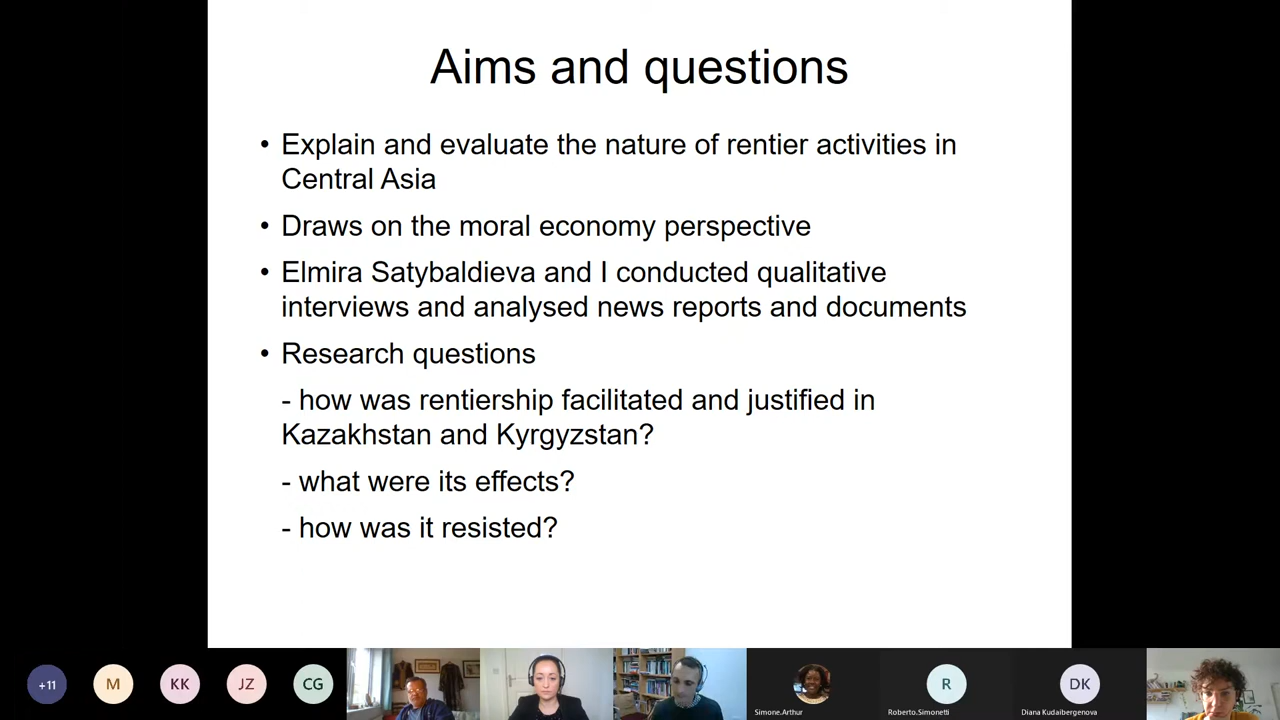 Aims and questions
• Explain and evaluate the nature of rentier activities in
Central Asia
• Draws on the moral economy perspective
• Elmira Satybaldieva and I conducted qualitative
interviews and analysed news reports and documents
• Research questions
- how was rentiership facilitated and justified in
Kazakhstan and Kyrgyzstan?
- what were its effects?
- how was it resisted?
+11
M
KK
JZ
CG
R
DK
Simone.Arthur
Roberto.Simonetti
Diana Kudaibergenova